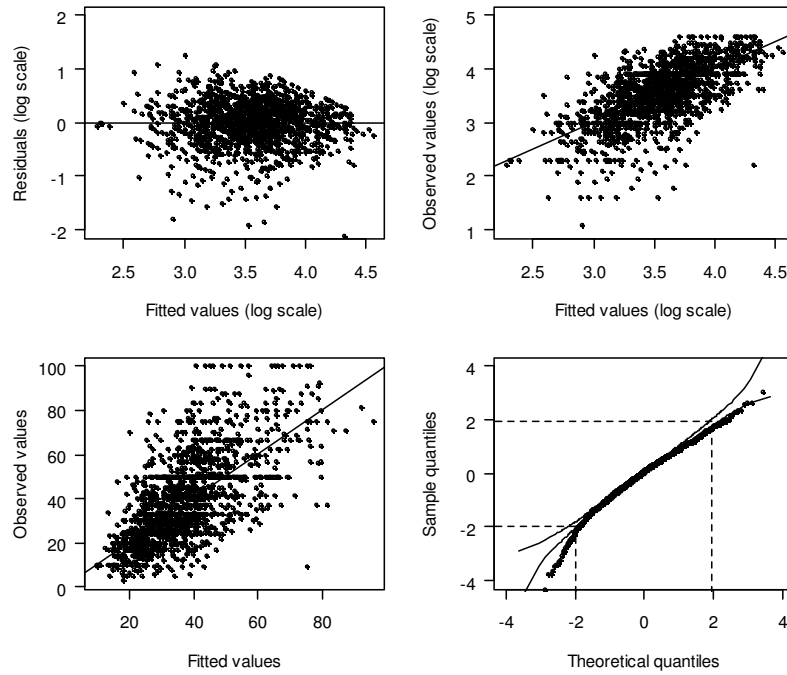 2
1
0
-1
-2
Residuals (log scale)
2.5 3.0 3.5 4.0 4.5
Fitted values (log scale)
5
4
3
2
1
Observed values (log scale)
2.5 3.0 3.5 4.0 4.5
Fitted values (log scale)
100
80
60
40
20
0
Observed values
20 40 60 80
Fitted values
4
2
0
-2
-4
Sample quantiles
-4 -2 0 2 4
Theoretical quantiles